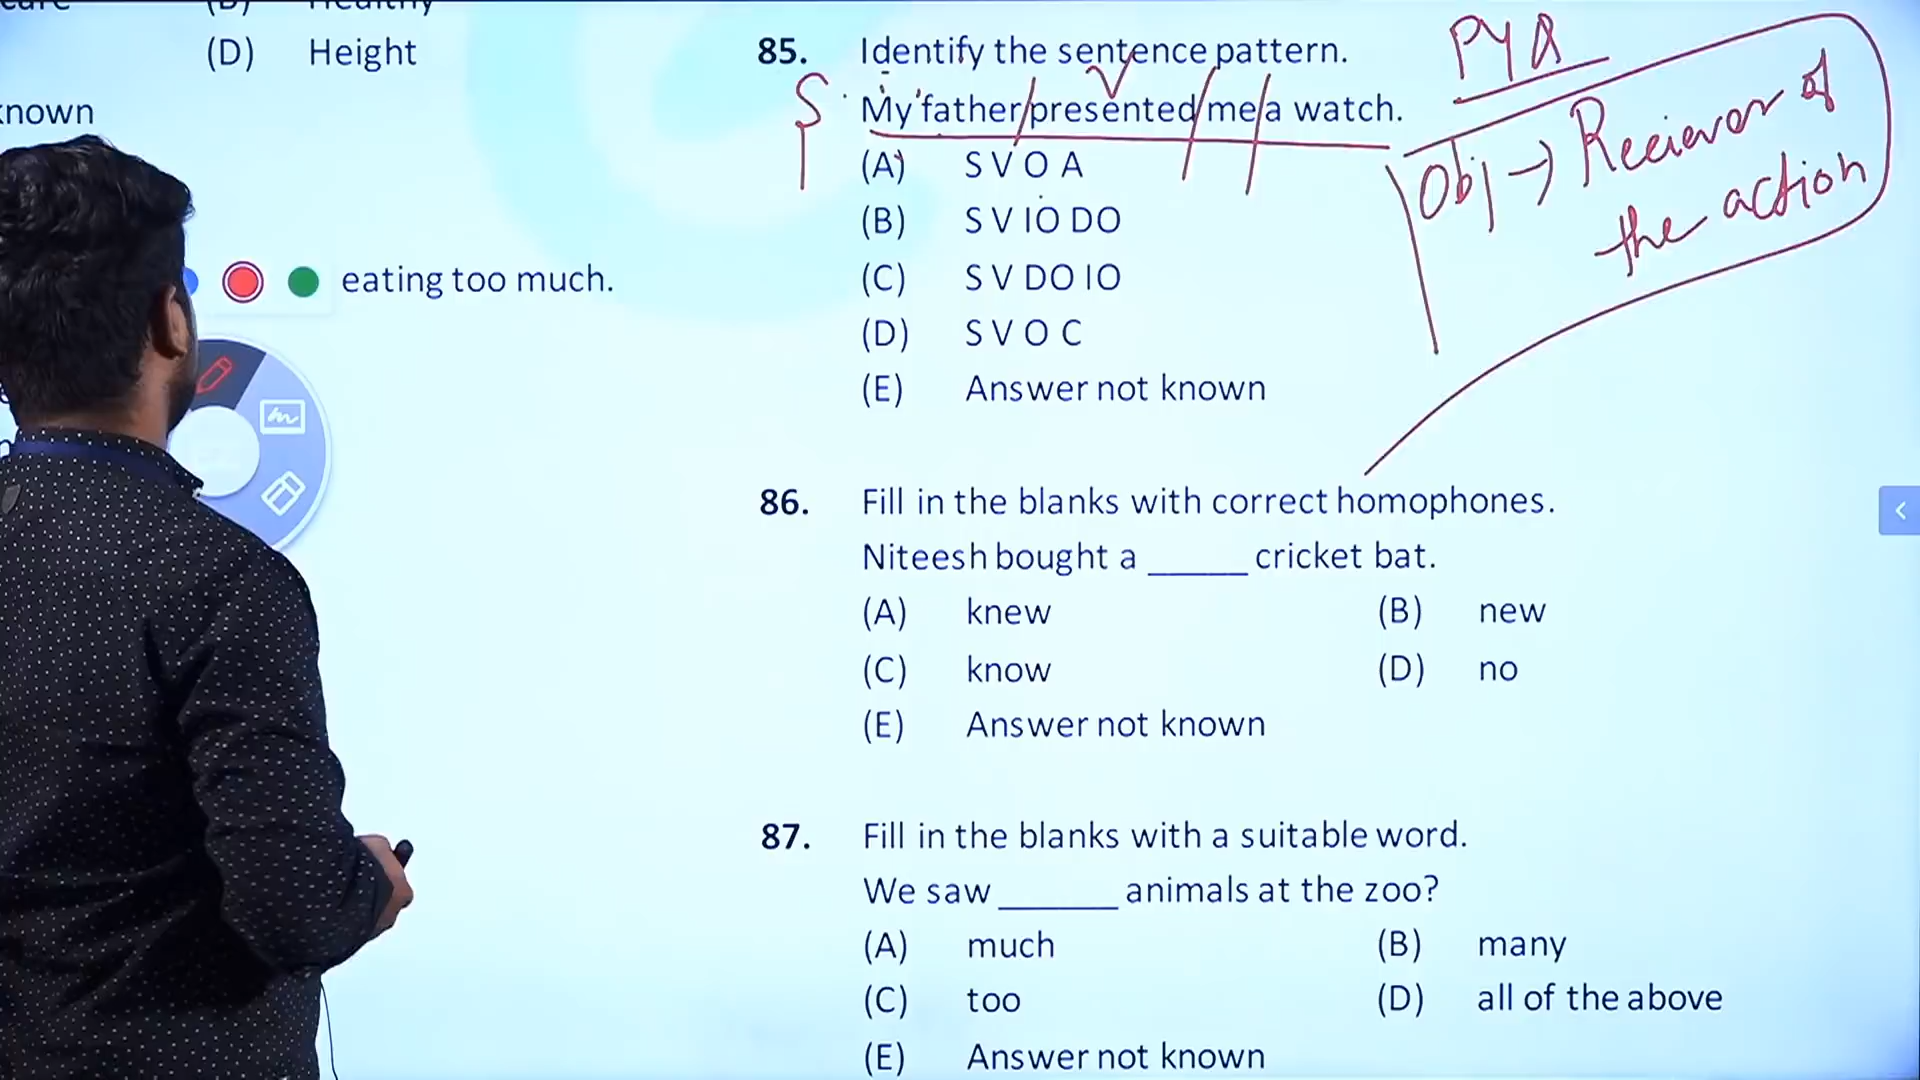 (D) Height
known
eating too much.
85. Identify the sentence pattern.
S V
My father/presented/me/a watch.
(A) S V O A
(B) S V IO DO
(C) S V DO IO
(D) S V O C
(E) Answer not known
PYQ
Obj → Reciever of
the action
86. Fill in the blanks with correct homophones.
Niteesh bought a _____ cricket bat.
(A) knew (B) new
(C) know (D) no
(E) Answer not known
87. Fill in the blanks with a suitable word.
We saw ______ animals at the zoo?
(A) much (B) many
(C) too (D) all of the above
(E) Answer not known